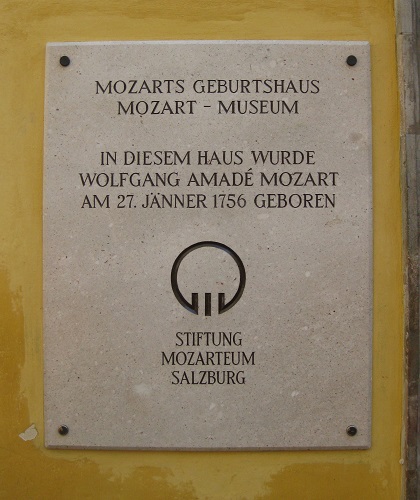 MOZARTS GEBURTSHAUS
MOZART – MUSEUM
IN DIESEM HAUS WURDE
WOLFGANG AMADÉ MOZART
AM 27. JÄNNER 1756 GEBOREN
STIFTUNG
MOZARTEUM
SALZBURG